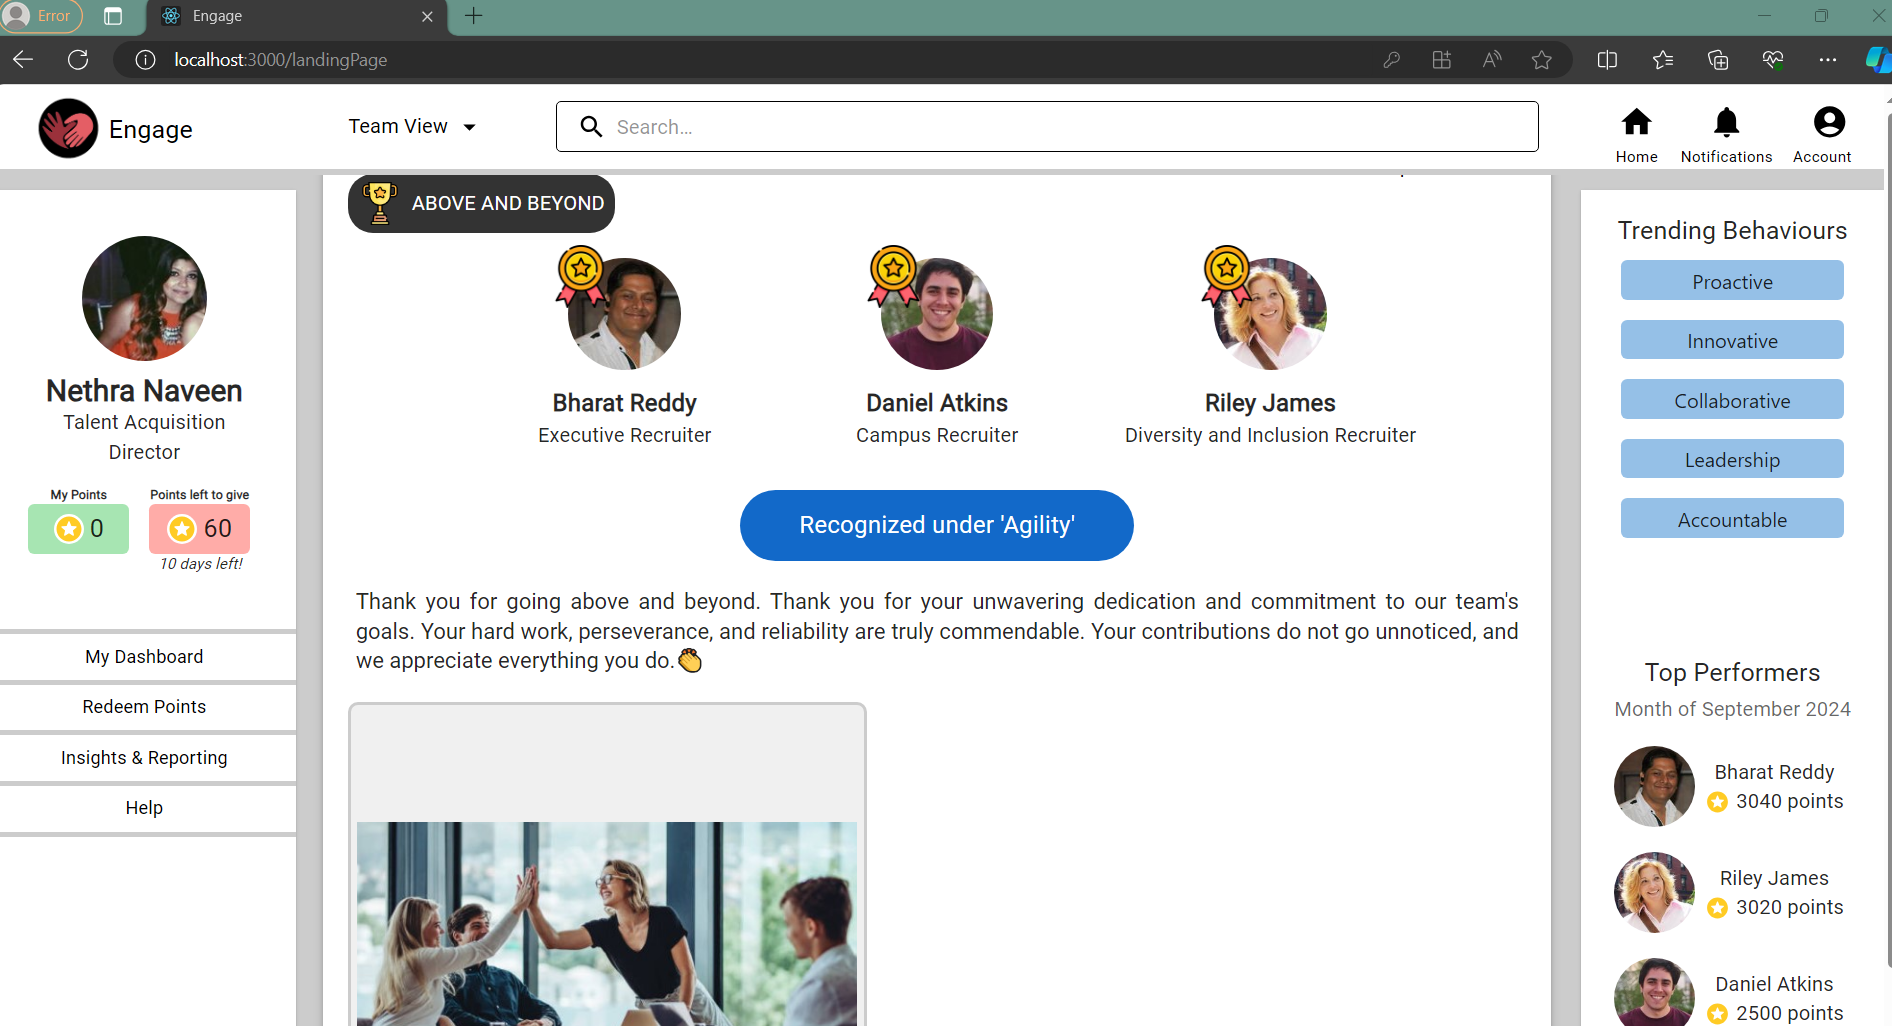 Error
Engage
localhost:3000/landingPage
Engage
Team View
Search...
Home
Notifications
Account
Nethra Naveen
Talent Acquisition
Director
My Points
Points left to give
0
60
10 days left!
My Dashboard
Redeem Points
Insights & Reporting
Help
ABOVE AND BEYOND
Bharat Reddy
Daniel Atkins
Riley James
Executive Recruiter
Campus Recruiter
Diversity and Inclusion Recruiter
Recognized under 'Agility'
Thank you for going above and beyond. Thank you for your unwavering dedication and commitment to our team's
goals. Your hard work, perseverance, and reliability are truly commendable. Your contributions do not go unnoticed, and
we appreciate everything you do.👏
Trending Behaviours
Proactive
Innovative
Collaborative
Leadership
Accountable
Top Performers
Month of September 2024
Bharat Reddy
3040 points
Riley James
3020 points
Daniel Atkins
2500 points